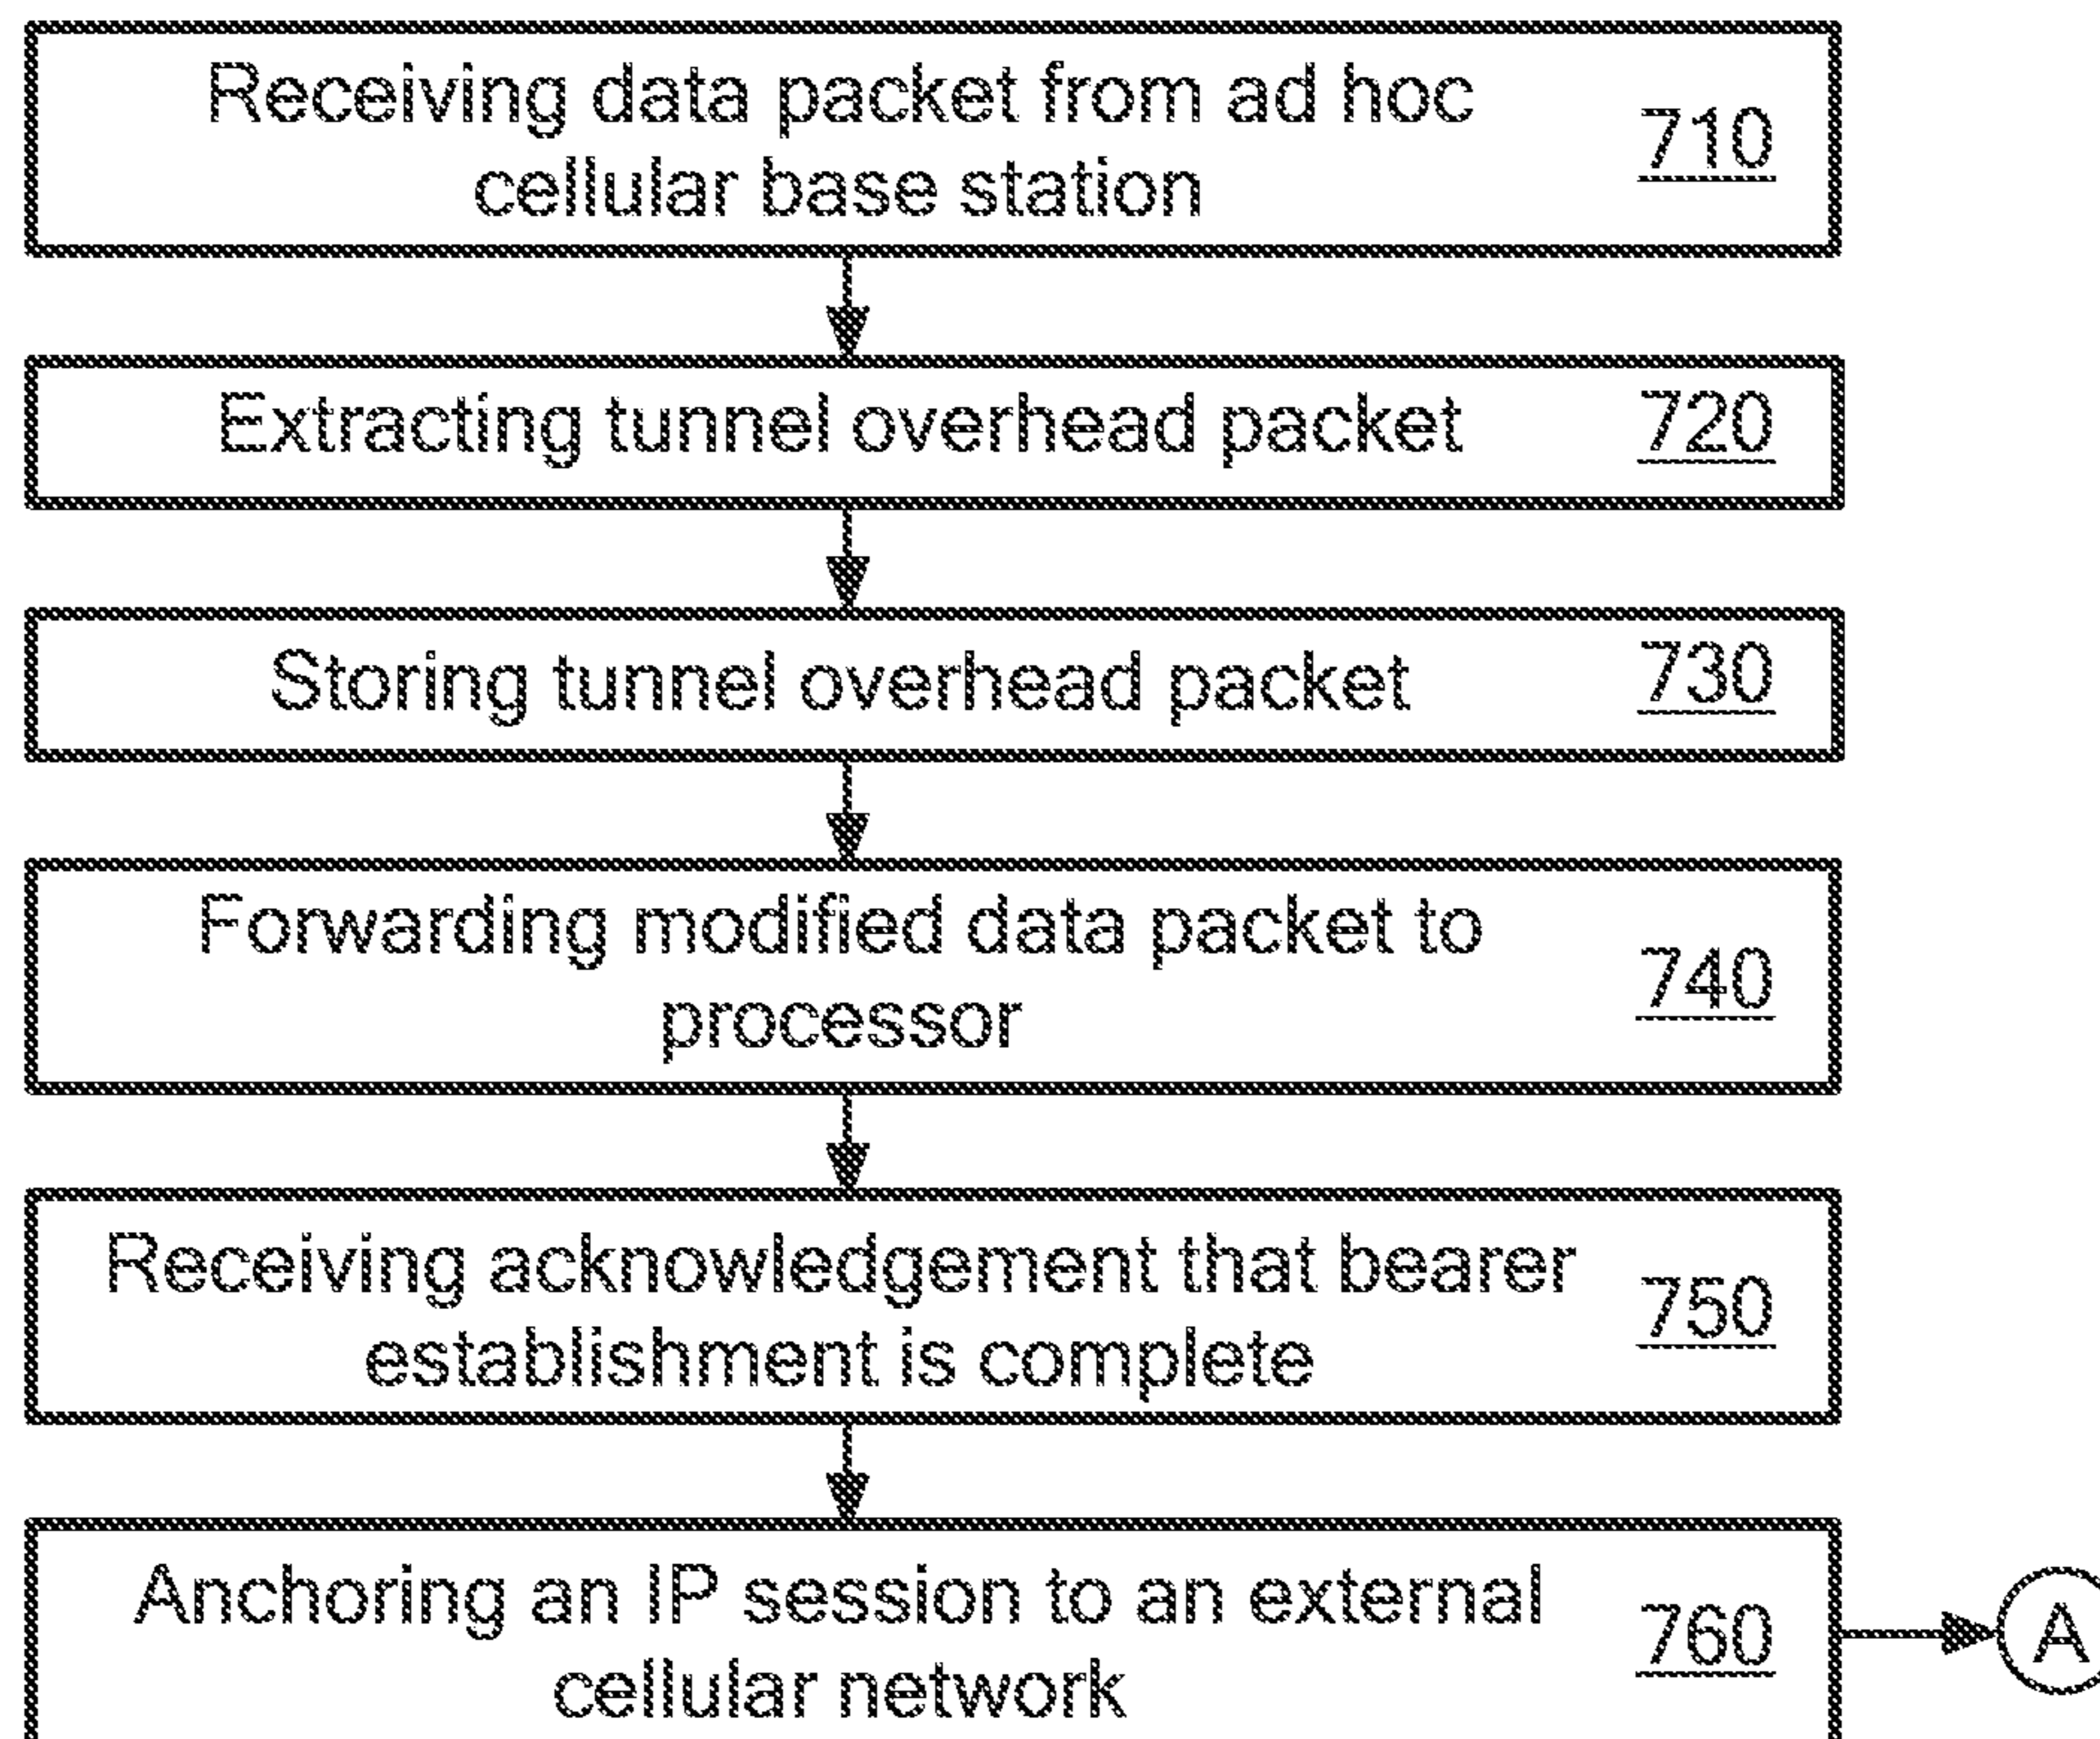 Receiving data packet from ad hoc
cellular base station
710
Extracting tunnel overhead packet
720
Storing tunnel overhead packet
730
Forwarding modified data packet to
processor
740
Receiving acknowledgement that bearer
establishment is complete
750
Anchoring an IP session to an external
cellular network
760
A